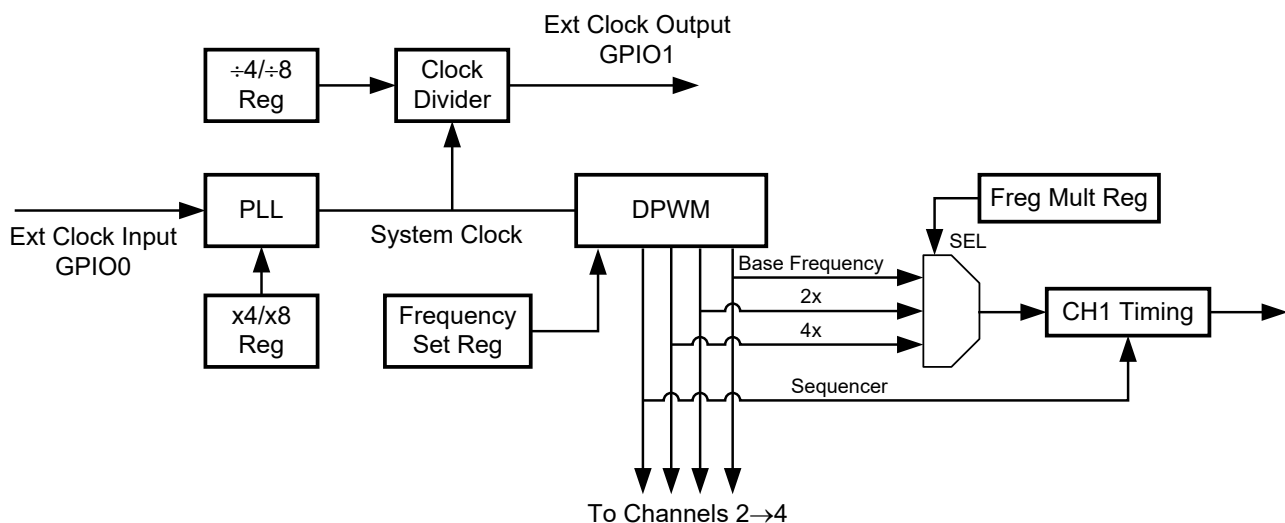 Ext Clock Output
GPIO1
÷4/÷8
Reg
Clock
Divider
PLL
DPWM
Freg Mult Reg
Ext Clock Input
GPIO0
System Clock
SEL
Base Frequency
x4/x8
Reg
Frequency
Set Reg
2x
4x
CH1 Timing
Sequencer
To Channels 2→4